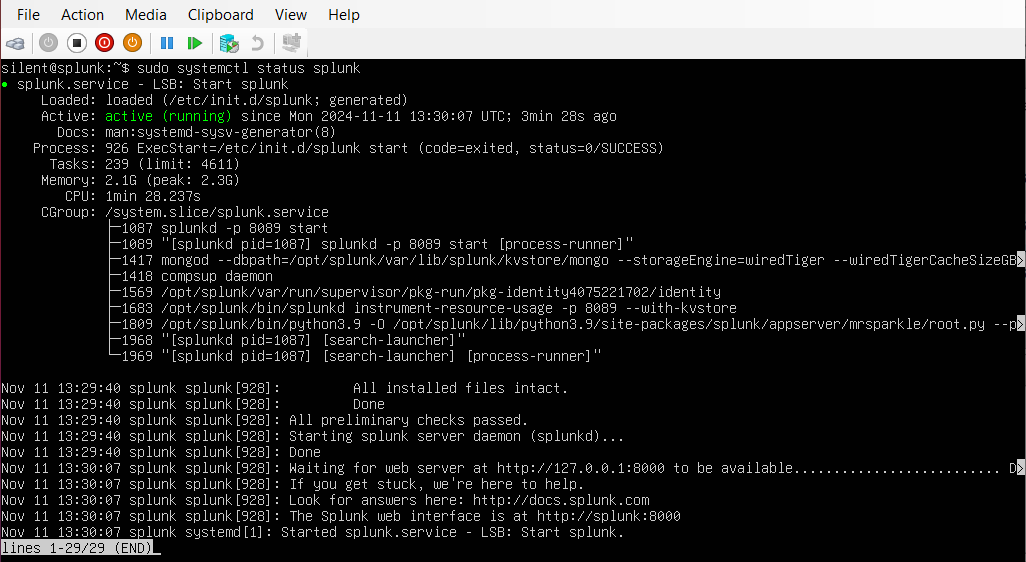 File Action Media Clipboard View Help
silent@splunk:~$ sudo systemctl status splunk
● splunk.service - LSB: Start splunk
Loaded: loaded (/etc/init.d/splunk; generated)
Active: active (running) since Mon 2024-11-11 13:30:07 UTC; 3min 28s ago
Docs: man:systemd-sysv-generator(8)
Process: 926 ExecStart=/etc/init.d/splunk start (code=exited, status=0/SUCCESS)
Tasks: 239 (limit: 4611)
Memory: 2.1G (peak: 2.3G)
CPU: 1min 28.237s
CGroup: /system.slice/splunk.service
├─1087 splunkd -p 8089 start
├─1089 "[splunkd pid=1087] splunkd -p 8089 start [process-runner]"
├─1417 mongod --dbpath=/opt/splunk/var/lib/splunk/kvstore/mongo --storageEngine=wiredTiger --wiredTigerCacheSizeGB>
├─1418 compsup daemon
├─1569 /opt/splunk/var/run/supervisor/pkg-run/pkg-identity4075221702/identity
├─1683 /opt/splunk/bin/splunkd instrument-resource-usage -p 8089 --with-kvstore
├─1809 /opt/splunk/bin/python3.9 -O /opt/splunk/lib/python3.9/site-packages/splunk/appserver/mrsparkle/root.py --p>
├─1968 "[splunkd pid=1087] [search-launcher]"
└─1969 "[splunkd pid=1087] [search-launcher] [process-runner]"
Nov 11 13:29:40 splunk splunk[928]:         All installed files intact.
Nov 11 13:29:40 splunk splunk[928]:         Done
Nov 11 13:29:40 splunk splunk[928]: All preliminary checks passed.
Nov 11 13:29:40 splunk splunk[928]: Starting splunk server daemon (splunkd)...
Nov 11 13:29:40 splunk splunk[928]: Done
Nov 11 13:30:07 splunk splunk[928]: Waiting for web server at http://127.0.0.1:8000 to be available.......................... D>
Nov 11 13:30:07 splunk splunk[928]: If you get stuck, we're here to help.
Nov 11 13:30:07 splunk splunk[928]: Look for answers here: http://docs.splunk.com
Nov 11 13:30:07 splunk splunk[928]: The Splunk web interface is at http://splunk:8000
Nov 11 13:30:07 splunk systemd[1]: Started splunk.service - LSB: Start splunk.
lines 1-29/29 (END)